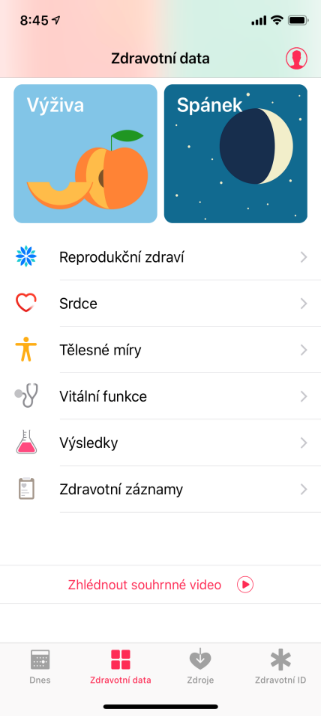 8:45
Zdravotní data
Výživa
Spánek
Reprodukční zdraví
Srdce
Tělesné míry
Vitální funkce
Výsledky
Zdravotní záznamy
Zhlédnout souhrnné video
Dnes
Zdravotní data
Zdroje
Zdravotní ID